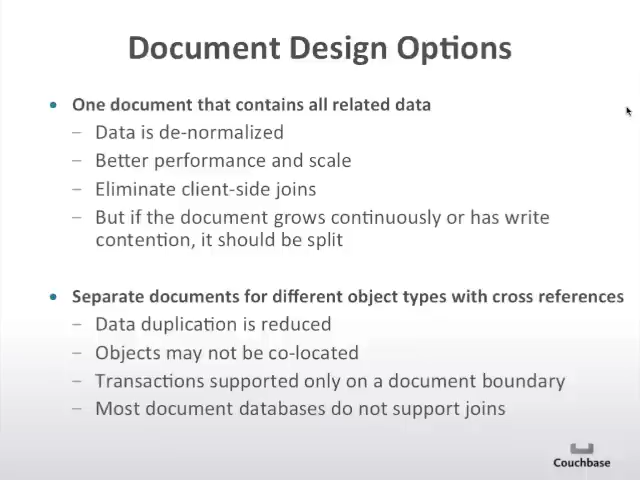 Document Design Options
• One document that contains all related data
– Data is de-normalized
– Better performance and scale
– Eliminate client-side joins
– But if the document grows continuously or has write
contention, it should be split
• Separate documents for different object types with cross references
– Data duplication is reduced
– Objects may not be co-located
– Transactions supported only on a document boundary
– Most document databases do not support joins
Couchbase